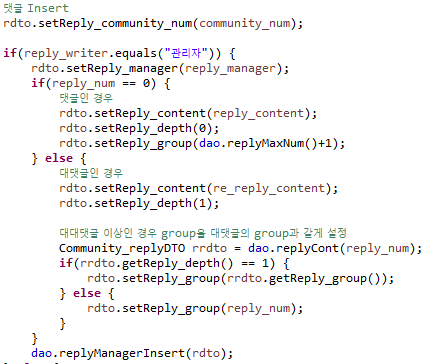 댓글 Insert
rdto.setReply_community_num(community_num);
if(reply_writer.equals("관리자")) {
rdto.setReply_manager(reply_manager);
if(reply_num == 0) {
댓글인 경우
rdto.setReply_content(reply_content);
rdto.setReply_depth(0);
rdto.setReply_group(dao.replyMaxNum()+1);
} else {
대댓글인 경우
rdto.setReply_content(re_reply_content);
rdto.setReply_depth(1);
대대댓글 이상인 경우 group을 대댓글의 group과 같게 설정
Community_replyDTO rrdto = dao.replyCont(reply_num);
if(rrdto.getReply_depth() == 1) {
rdto.setReply_group(rrdto.getReply_group());
} else {
rdto.setReply_group(reply_num);
}
}
dao.replyManagerInsert(rdto);